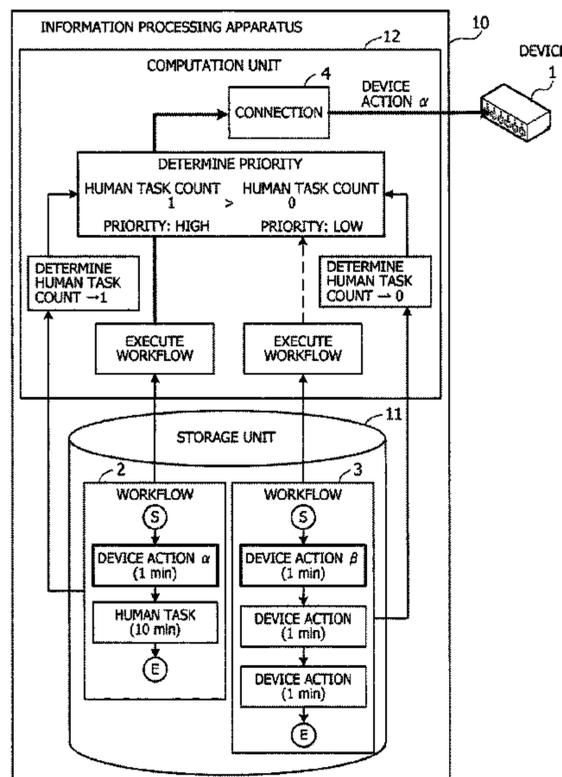 INFORMATION PROCESSING APPARATUS
10
12
COMPUTATION UNIT
DEVICE
1
4
CONNECTION
DEVICE
ACTION α
DETERMINE PRIORITY
HUMAN TASK COUNT
1
>
HUMAN TASK COUNT
0
PRIORITY: HIGH
PRIORITY: LOW
DETERMINE
HUMAN TASK
COUNT →1
DETERMINE
HUMAN TASK
COUNT → 0
EXECUTE
WORKFLOW
EXECUTE
WORKFLOW
11
STORAGE UNIT
2
WORKFLOW
S
DEVICE ACTION α
(1 min)
HUMAN TASK
(10 min)
E
3
WORKFLOW
S
DEVICE ACTION β
(1 min)
DEVICE ACTION
(1 min)
DEVICE ACTION
(1 min)
E